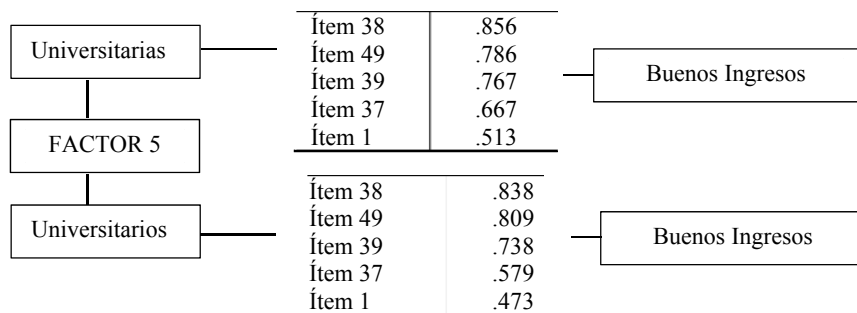 Universitarias
FACTOR 5
Universitarios
Ítem 38 .856
Ítem 49 .786
Ítem 39 .767
Ítem 37 .667
Ítem 1 .513
Buenos Ingresos
Ítem 38 .838
Ítem 49 .809
Ítem 39 .738
Ítem 37 .579
Ítem 1 .473
Buenos Ingresos